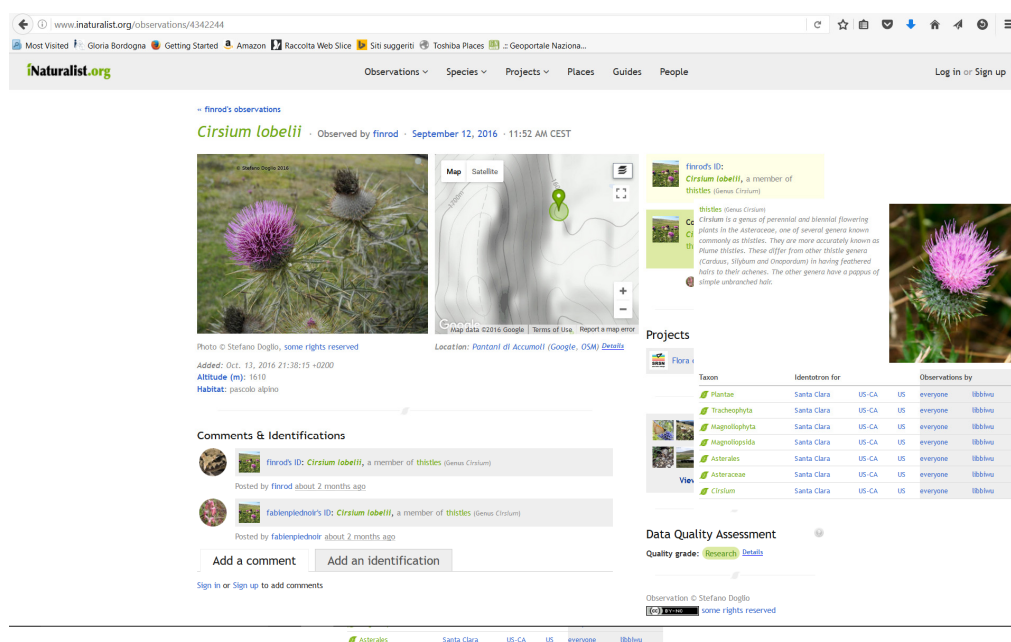 www.inaturalist.org/observations/4342244
Most Visited Gloria Bordogna Getting Started Amazon Raccolta Web Slice Siti suggeriti Toshiba Places .:: Geoportale Naziona...
iNaturalist.org Observations Species Projects Places Guides People Log in or Sign up
« finrod's observations
Cirsium lobelii · Observed by finrod · September 12, 2016 · 11:52 AM CEST
© Stefano Doglio 2016
Map Satellite
Google
Map data ©2016 Google Terms of Use Report a map error
Photo © Stefano Doglio, some rights reserved
Location: Pantani di Accumoli (Google, OSM) Details
Added: Oct. 13, 2016 21:38:15 +0200
Altitude (m): 1610
Habitat: pascolo alpino
Comments & Identifications
finrod's ID: Cirsium lobelii, a member of thistles (Genus Cirsium)
Posted by finrod about 2 months ago
fabienpiednoir's ID: Cirsium lobelii, a member of thistles (Genus Cirsium)
Posted by fabienpiednoir about 2 months ago
Add a comment Add an identification
Sign in or Sign up to add comments
finrod's ID:
Cirsium lobelii, a member of
thistles (Genus Cirsium)
thistles (Genus Cirsium)
Cirsium is a genus of perennial and biennial flowering
plants in the Asteraceae, one of several genera known
commonly as thistles. They are more accurately known as
Plume thistles. These differ from other thistle genera
(Carduus, Silybum and Onopordum) in having feathered
hairs to their achenes. The other genera have a pappus of
simple unbranched hair.
Projects
Flora
Taxon Identotron for Observations by
Plantae Santa Clara US-CA US everyone libbiwu
Tracheophyta Santa Clara US-CA US everyone libbiwu
Magnoliophyta Santa Clara US-CA US everyone libbiwu
Magnoliopsida Santa Clara US-CA US everyone libbiwu
Asterales Santa Clara US-CA US everyone libbiwu
Asteraceae Santa Clara US-CA US everyone libbiwu
Cirsium Santa Clara US-CA US everyone libbiwu
Data Quality Assessment
Quality grade: Research Details
Observation © Stefano Doglio
(cc) BY-NC some rights reserved
Asterales Santa Clara US-CA US everyone libbiwu